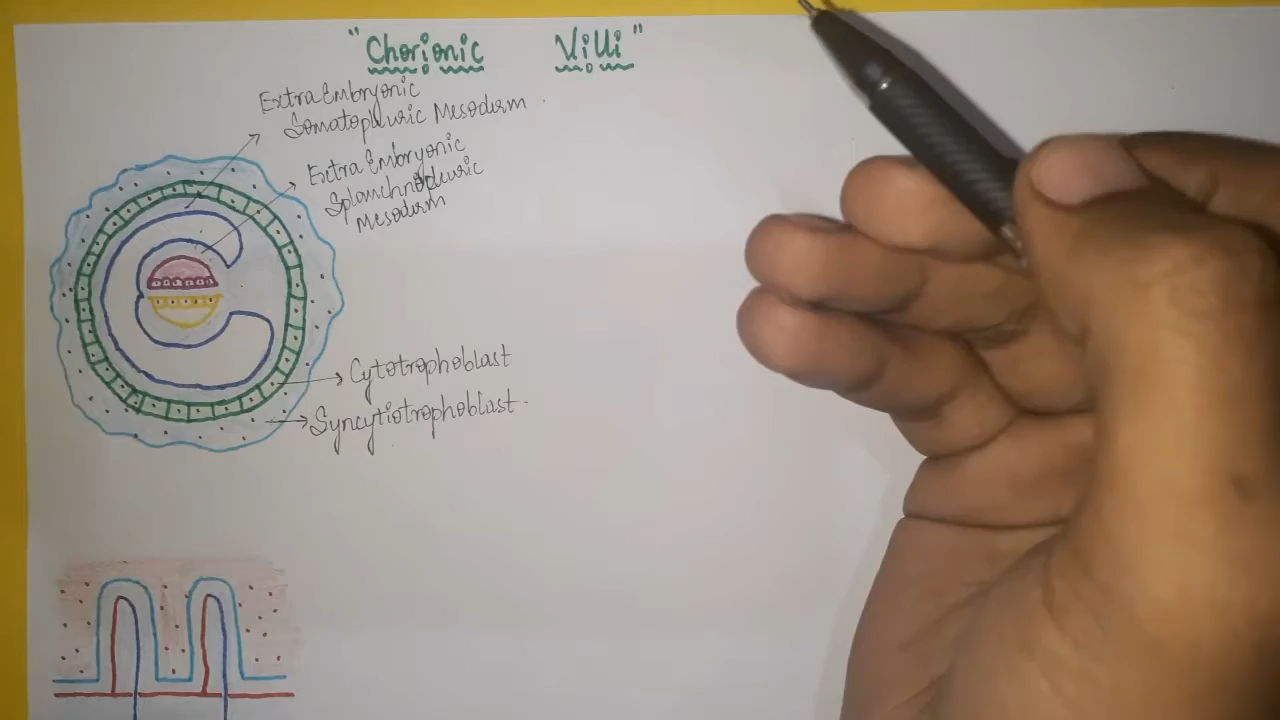 "Chorionic Villi"
Extra Embryonic
Somatopleuric Mesoderm.
Extra Embryonic
Splanchnopleuric
Mesoderm
Cytotrophoblast
Syncytiotrophoblast.